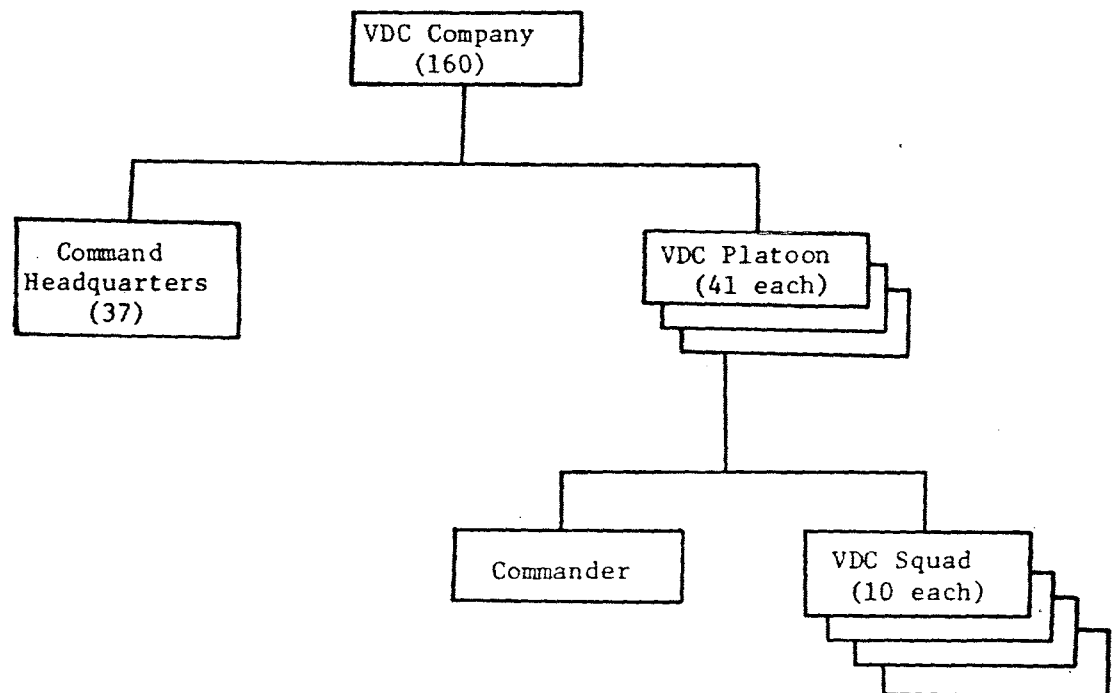 VDC Company
(160)
Command
Headquarters
(37)
VDC Platoon
(41 each)
Commander
VDC Squad
(10 each)